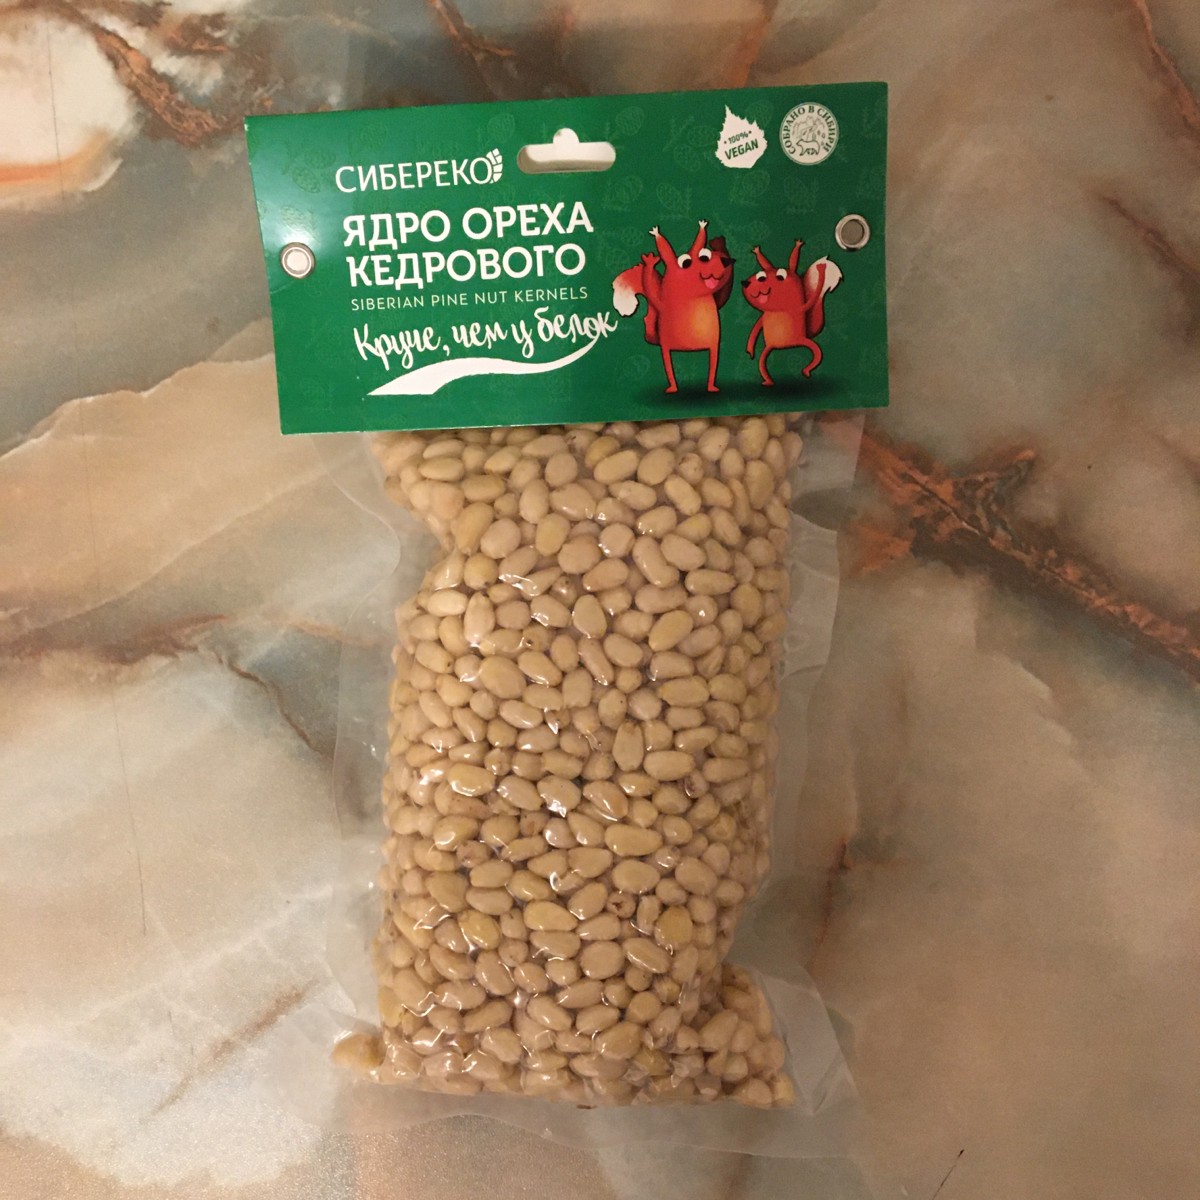 СИБЕРЕКО
ЯДРО ОРЕХА
КЕДРОВОГО
SIBERIAN PINE NUT KERNELS
Круче, чем у белок
•100%•
VEGAN
СОБРАНО В СИБИРИ